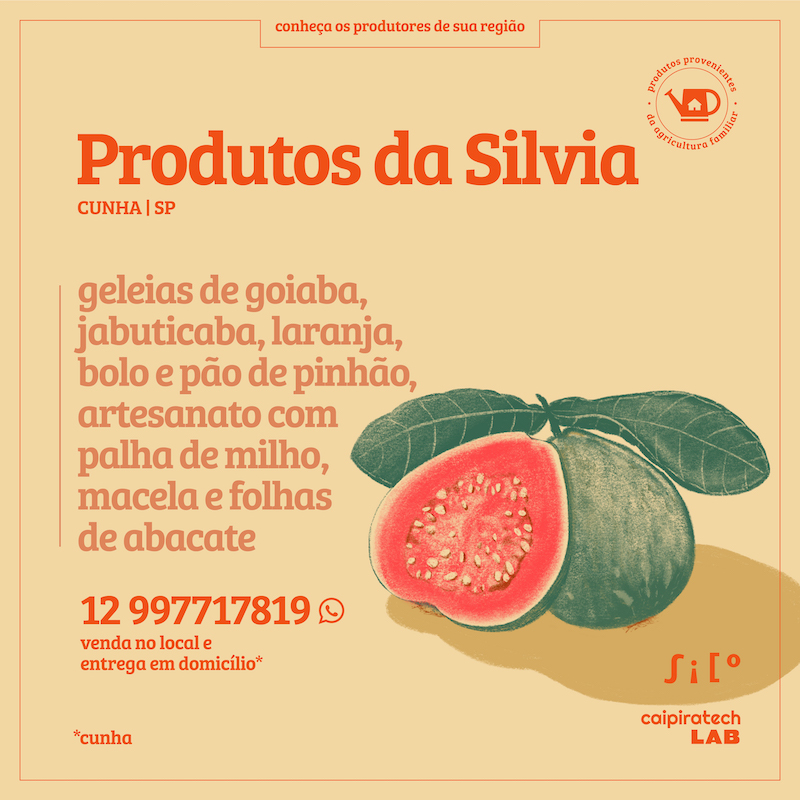 conheça os produtores de sua região
produtos provenientes
da agricultura familiar
Produtos da Silvia
CUNHA | SP
geleias de goiaba,
jabuticaba, laranja,
bolo e pão de pinhão,
artesanato com
palha de milho,
macela e folhas
de abacate
12 997717819
venda no local e
entrega em domicílio*
*cunha
caipiratech
LAB